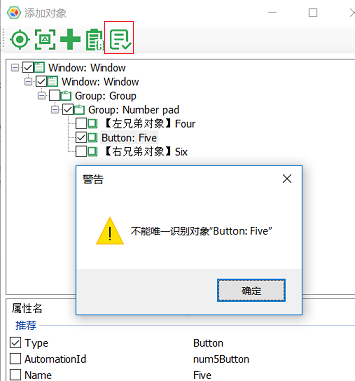 添加对象
Window: Window
Window: Window
Group: Group
Group: Number pad
【左兄弟对象】Four
Button: Five
【右兄弟对象】Six
警告
不能唯一识别对象"Button: Five"
确定
属性名
推荐
Type Button
AutomationId num5Button
Name Five